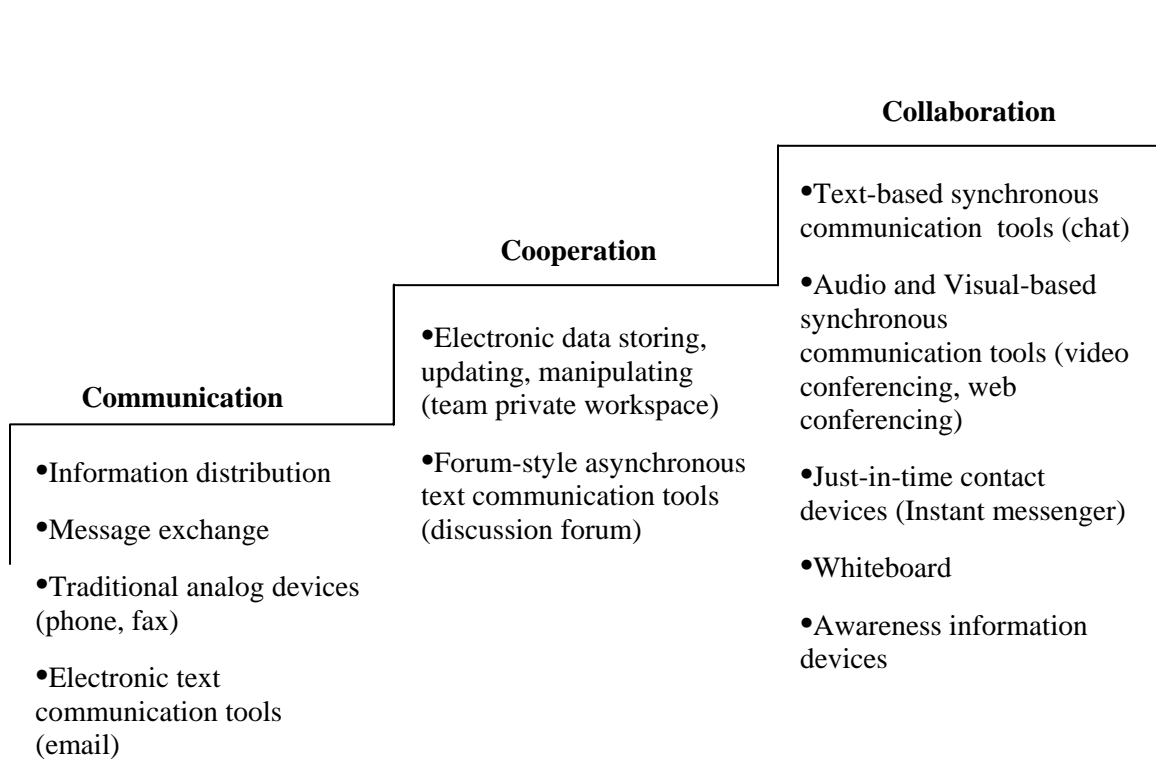 Communication
•Information distribution
•Message exchange
•Traditional analog devices
(phone, fax)
•Electronic text
communication tools
(email)
Cooperation
•Electronic data storing,
updating, manipulating
(team private workspace)
•Forum-style asynchronous
text communication tools
(discussion forum)
Collaboration
•Text-based synchronous
communication  tools (chat)
•Audio and Visual-based
synchronous
communication tools (video
conferencing, web
conferencing)
•Just-in-time contact
devices (Instant messenger)
•Whiteboard
•Awareness information
devices